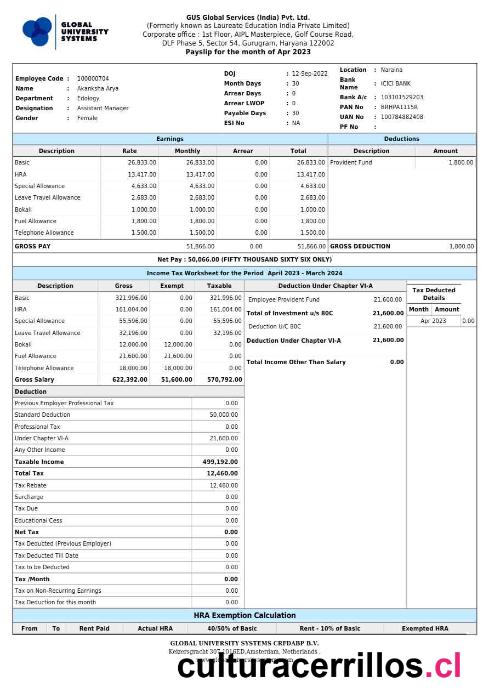 GLOBAL
UNIVERSITY
SYSTEMS
GUS Global Services (India) Pvt. Ltd.
(Formerly known as Laureate Education India Private Limited)
Corporate office : 1st Floor, AIPL Masterpiece, Golf Course Road,
DLF Phase 5, Sector 54, Gurugram, Haryana 122002
Payslip for the month of Apr 2023
Employee Code : 100000704
Name : Akanksha Arya
Department : Edology
Designation : Assistant Manager
Gender : Female
DOJ : 12-Sep-2022
Month Days : 30
Arrear Days : 0
Arrear LWOP : 0
Payable Days : 30
ESI No : NA
Location : Naraina
Bank Name : ICICI BANK
Bank A/c : 103101529203
PAN No : BRHPA1115R
UAN No : 100784882408
PF No :
Earnings Deductions
Description Rate Monthly Arrear Total Description Amount
Basic 26,833.00 26,833.00 0.00 26,833.00 Provident Fund 1,800.00
HRA 13,417.00 13,417.00 0.00 13,417.00
Special Allowance 4,633.00 4,633.00 0.00 4,633.00
Leave Travel Allowance 2,683.00 2,683.00 0.00 2,683.00
Bokali 1,000.00 1,000.00 0.00 1,000.00
Fuel Allowance 1,800.00 1,800.00 0.00 1,800.00
Telephone Allowance 1,500.00 1,500.00 0.00 1,500.00
GROSS PAY 51,866.00 0.00 51,866.00 GROSS DEDUCTION 1,800.00
Net Pay : 50,066.00 (FIFTY THOUSAND SIXTY SIX ONLY)
Income Tax Worksheet for the Period April 2023 - March 2024
Description Gross Exempt Taxable Deduction Under Chapter VI-A Tax Deducted Details
Basic 321,996.00 0.00 321,996.00
HRA 161,004.00 0.00 161,004.00
Special Allowance 55,596.00 0.00 55,596.00
Leave Travel Allowance 32,196.00 0.00 32,196.00
Bokali 12,000.00 12,000.00 0.00
Fuel Allowance 21,600.00 21,600.00 0.00
Telephone Allowance 18,000.00 18,000.00 0.00
Gross Salary 622,392.00 51,600.00 570,792.00
Employee Provident Fund 21,600.00
Total of Investment u/s 80C 21,600.00
Deduction U/C 80C 21,600.00
Deduction Under Chapter VI-A 21,600.00
Total Income Other Than Salary 0.00
Month Amount
Apr 2023 0.00
Deduction
Previous Employer Professional Tax 0.00
Standard Deduction 50,000.00
Professional Tax 0.00
Under Chapter VI-A 21,600.00
Any Other Income 0.00
Taxable Income 499,192.00
Total Tax 12,460.00
Tax Rebate 12,460.00
Surcharge 0.00
Tax Due 0.00
Educational Cess 0.00
Net Tax 0.00
Tax Deducted (Previous Employer) 0.00
Tax Deducted Till Date 0.00
Tax to be Deducted 0.00
Tax /Month 0.00
Tax on Non-Recurring Earnings 0.00
Tax Deduction for this month 0.00
HRA Exemption Calculation
From To Rent Paid Actual HRA 40/50% of Basic Rent - 10% of Basic Exempted HRA
GLOBAL UNIVERSITY SYSTEMS CRFDABP B.V.
Keizersgracht Netherlands
culturacerrillos.cl